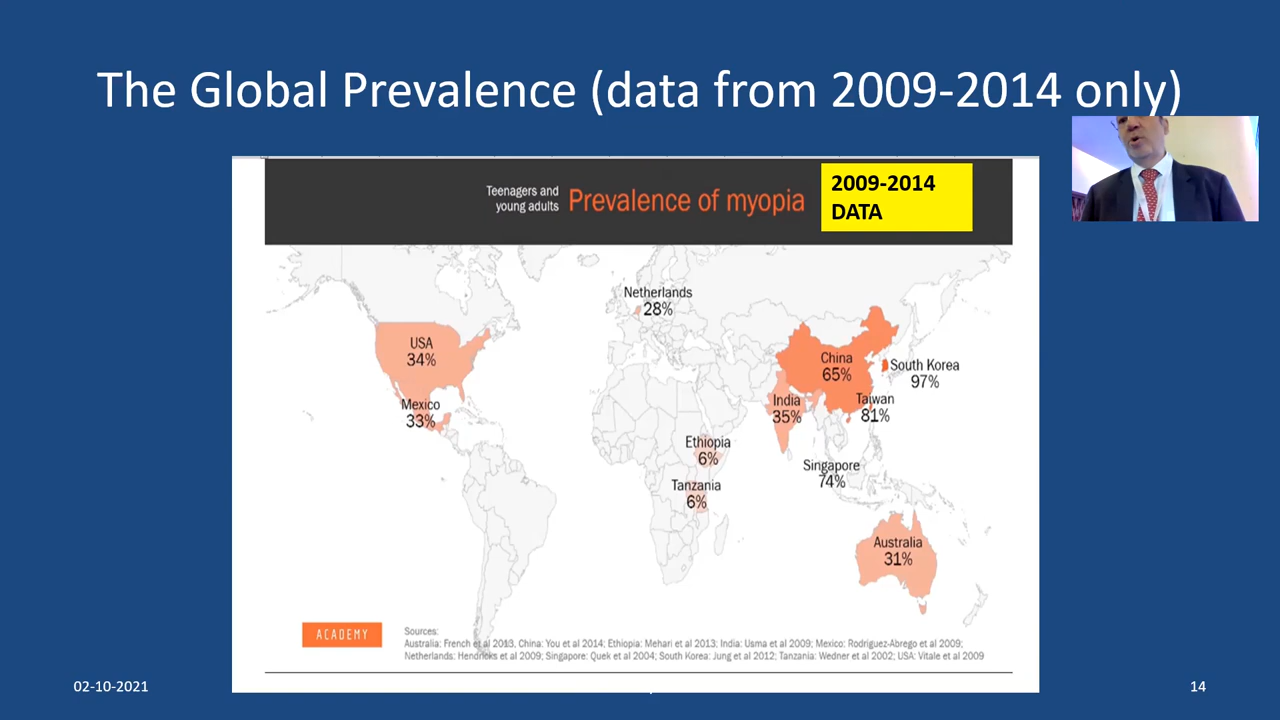 The Global Prevalence (data from 2009-2014 only)
Teenagers and
young adults
Prevalence of myopia
2009-2014
DATA
Netherlands
28%
USA
34%
China
65%
South Korea
97%
Mexico
33%
India
35%
Taiwan
81%
Ethiopia
6%
Singapore
74%
Tanzania
6%
Australia
31%
ACADEMY
Sources:
Australia: French et al 2013, China: You et al 2014; Ethiopia: Mehari et al 2013; India: Usma et al 2009; Mexico: Rodriguez-Abrego et al 2009;
Netherlands: Hendricks et al 2009; Singapore: Quek et al 2004; South Korea: Jung et al 2012; Tanzania: Wedner et al 2002; USA: Vitale et al 2009
02-10-2021
14